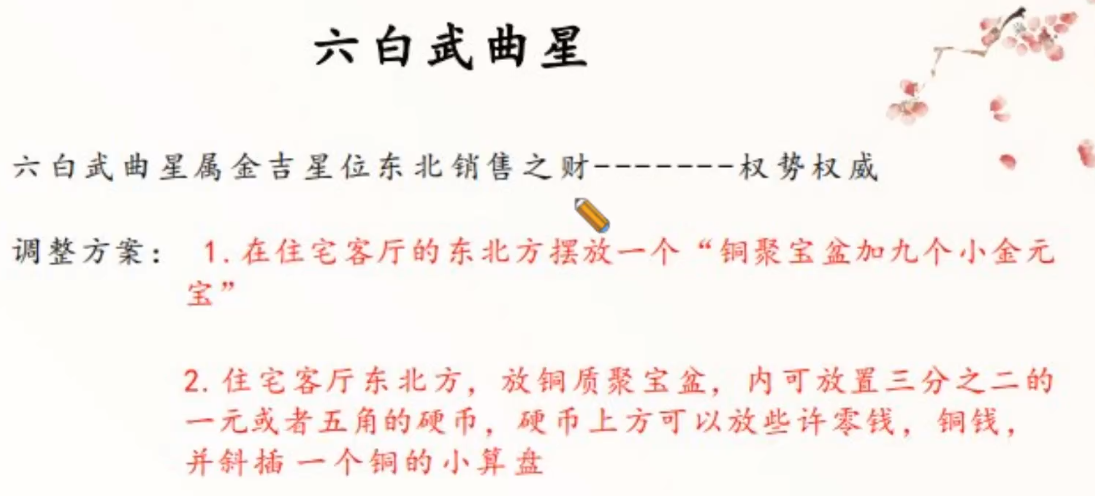 六白武曲星
六白武曲星属金吉星位东北销售之财-------权势权威
调整方案： 1.在住宅客厅的东北方摆放一个“铜聚宝盆加九个小金元
宝”
2.住宅客厅东北方，放铜质聚宝盆，内可放置三分之二的
一元或者五角的硬币，硬币上方可以放些许零钱，铜钱，
并斜插 一个铜的小算盘